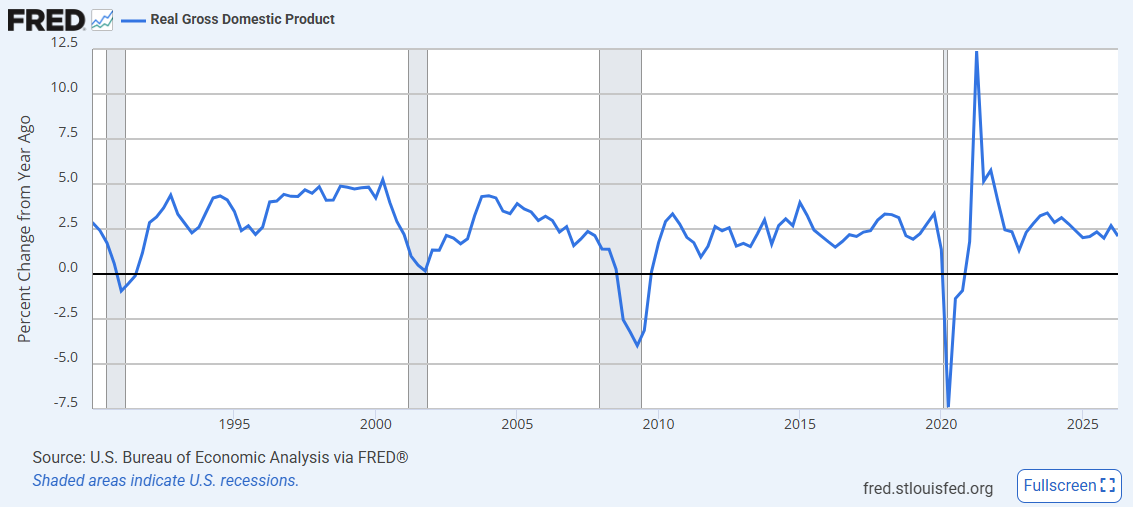 FRED Real Gross Domestic Product
Percent Change from Year Ago
12.5
10.0
7.5
5.0
2.5
0.0
-2.5
-5.0
-7.5
1995 2000 2005 2010 2015 2020 2025
Source: U.S. Bureau of Economic Analysis via FRED®
Shaded areas indicate U.S. recessions.
fred.stlouisfed.org Fullscreen